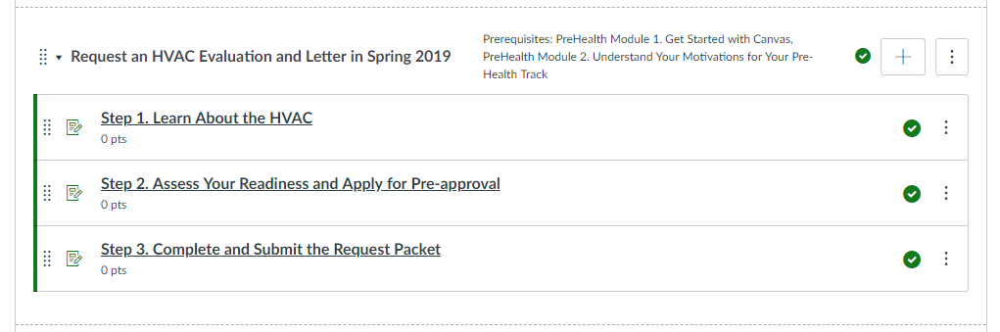 Request an HVAC Evaluation and Letter in Spring 2019
Prerequisites: PreHealth Module 1. Get Started with Canvas,
PreHealth Module 2. Understand Your Motivations for Your Pre-
Health Track
Step 1. Learn About the HVAC
0 pts
Step 2. Assess Your Readiness and Apply for Pre-approval
0 pts
Step 3. Complete and Submit the Request Packet
0 pts